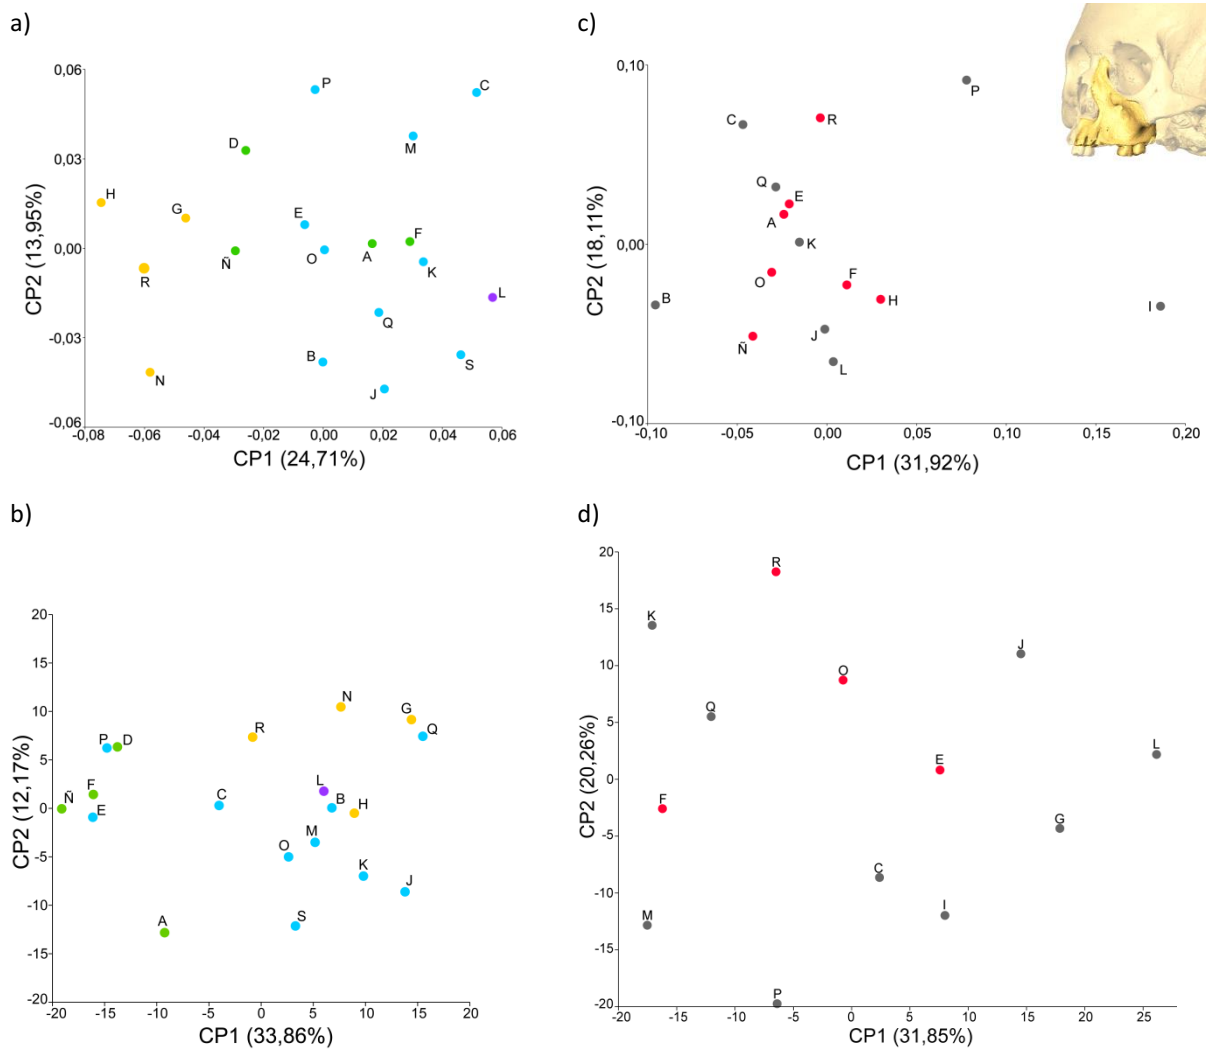 a)
0,06
0,03
0,00
-0,03
-0,06
CP2 (13,95%)
-0,08
-0,06
-0,04
-0,02
0,00
0,02
0,04
0,06
CP1 (24,71%)
P
C
M
D
H
G
E
O
A
F
K
Ñ
R
L
Q
B
S
N
J
c)
0,10
0,00
-0,10
CP2 (18,11%)
-0,10
-0,05
0,00
0,05
0,10
0,15
0,20
CP1 (31,92%)
P
C
R
Q
E
A
K
O
F
H
B
I
J
Ñ
L
b)
20
15
10
5
0
-5
-10
-15
-20
CP2 (12,17%)
-20
-15
-10
-5
0
5
10
15
20
CP1 (33,86%)
N
G
Q
R
P
D
F
Ñ
E
C
L
B
H
M
O
K
J
S
A
d)
20
15
10
5
0
-5
-10
-15
-20
CP2 (20,26%)
-20
-15
-10
-5
0
5
10
15
20
25
CP1 (31,85%)
R
K
J
O
Q
L
E
F
G
C
I
M
P